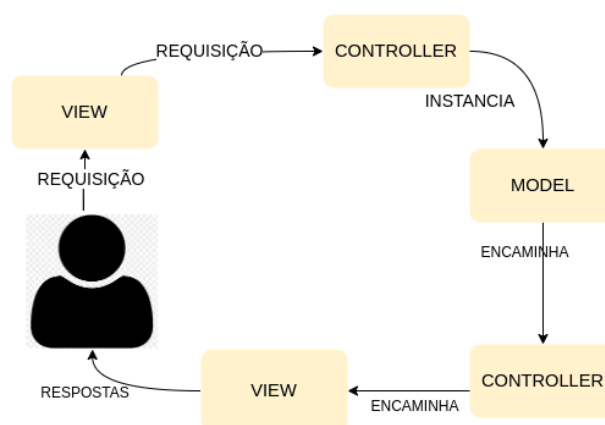 REQUISIÇÃO
CONTROLLER
VIEW
INSTANCIA
REQUISIÇÃO
MODEL
ENCAMINHA
CONTROLLER
VIEW
RESPOSTAS
ENCAMINHA